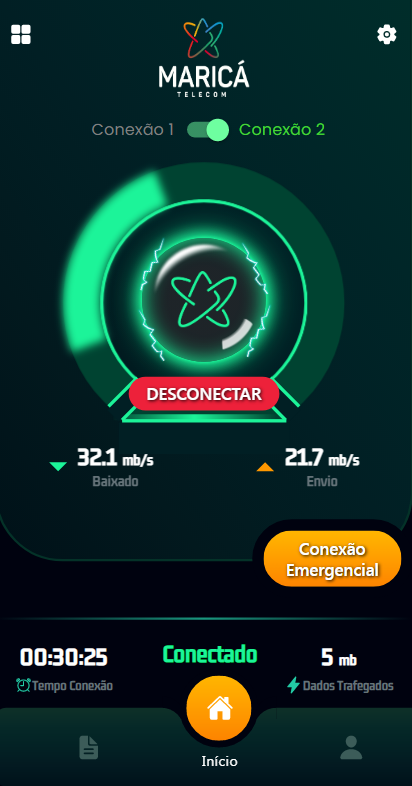 MARICÁ
TELECOM
Conexão 1 Conexão 2
DESCONECTAR
32.1 mb/s 21.7 mb/s
Baixado Envio
Conexão
Emergencial
00:30:25 Conectado 5 mb
Tempo Conexão Dados Trafegados
Início